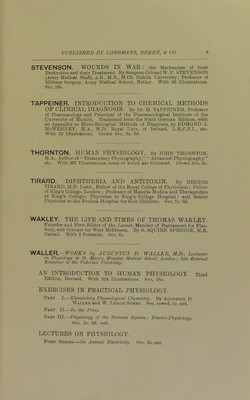 PUBLISHED BY LONGMANS, GREEN, & CO. 9
STEVENSON. WOUNDS IN WAR: the Mechanism of their
Production and their Treatment. By Surgeon-Colonel W. F. STEVENSON
(Army Medical Staff), A.B., M.B., M.Ch. Dublin University; Professor of
Military Surgery, Army Medical School, Netley. With 86 Illustrations.
8vo, 18s.
TAPPEINER. INTRODUCTION TO CHEMICAL METHODS
OF CLINICAL DIAGNOSIS. By Dr. H. TAPPEINER, Professor
of Pharmacology and Principal of the Pharmacological Institute of the
University of Munich. Translated from the Sixth German Edition, with
an Appendix on Micro-Biological Methods of Diagnosis, by EDMOND J.
McWEENEY, M.A., M.D. Royal Univ. of Ireland, L.R.C.P.I., etc.
With 22 Illustrations. Crown 8vo, 3s. 6d.
THORNTON. HUMAN PHYSIOLOGY. By JOHN THORNTON,
M.A., Author of “Elementary Physiography,” “Advanced Physiography,”
etc. With 267 Illustrations, some of which are Coloured. Crown 8vo, 6s.
TIRARD. DIPHTHERIA AND ANTITOXIN. By NESTOR
TIRARD, M.D. Lond.; Fellow of the Royal College of Physicians; Fellow
of King's College, London; Professor of Materia Medica and Therapeutics
at King's College; Physician to King's College Hospital; and Senior
Physician to the Evelina Hospital for Sick Children. 8vo, 7s. 6d.
WAKLEY. THE LIFE AND TIMES OF THOMAS WAKLEY,
Founder and First Editor of the Lancet, Member of Parliament for Fins-
bury, and Coroner for West Middlesex. By S. SQUIRE SPRIGGE, M.B.
Cantab. With 2 Portraits. 8vo, 6s.
WALLER.—WORKS by AUGUSTUS D. WALLER, M.D., Lecturer
on Physiology at St. Mary's Hospital Medical School, London; late External
Examiner at the Victorian University.
AN INTRODUCTION TO HUMAN PHYSIOLOGY. Third
Edition, Revised. With 314 Illustrations. 8vo, 18s.
EXERCISES IN PRACTICAL PHYSIOLOGY.
PART I.—Elementary Physiological Chemistry. By AUGUSTUS D.
WALLER and W. LEGGE SYMES. 8vo, sewed, 1s. net.
PART II.—In the Press.
PART III.—Physiology of the Nervous System; Electro-Physiology.
8vo, 2s. 6d. net.
LECTURES ON PHYSIOLOGY.
FIRST SERIES.—On Animal Electricity. 8vo, 5s. net.